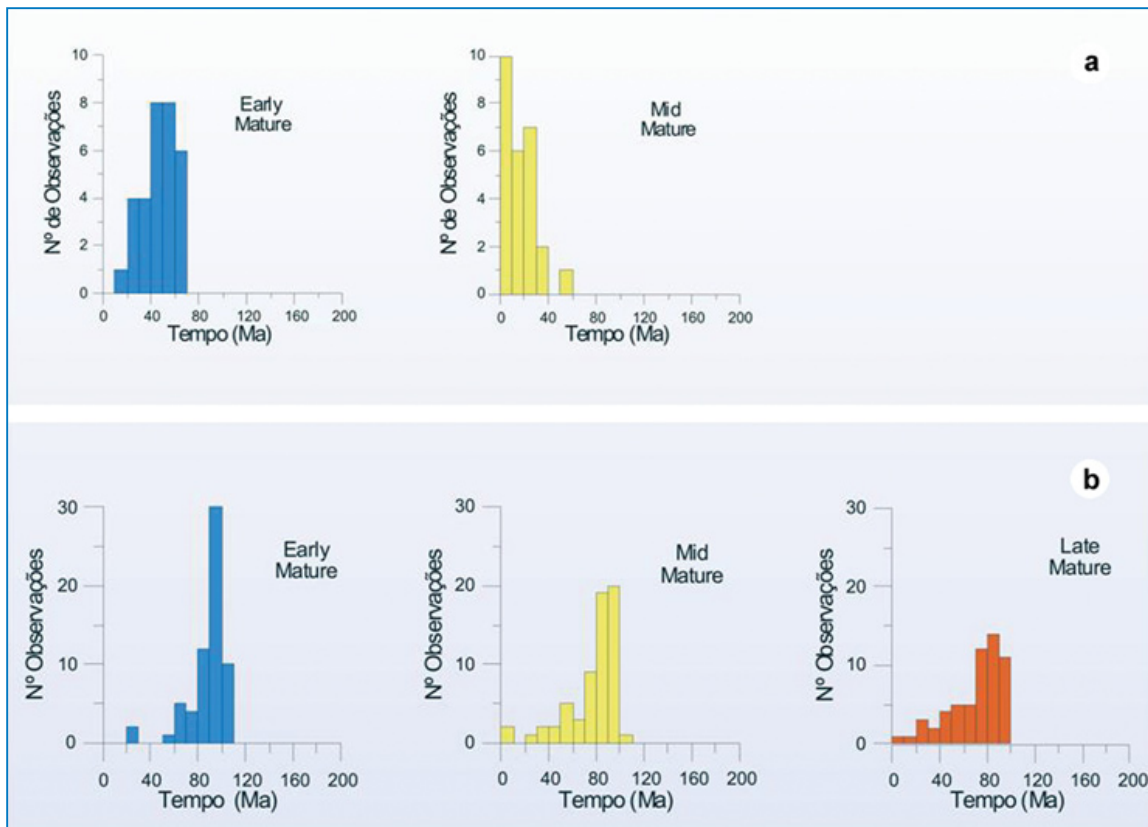 a
Early
Mature
Nº de Observações
10
8
6
4
2
0
0 40 80 120 160 200
Tempo (Ma)
Mid
Mature
Nº de Observações
10
8
6
4
2
0
0 40 80 120 160 200
Tempo (Ma)
b
Early
Mature
Nº Observações
30
20
10
0
0 40 80 120 160 200
Tempo (Ma)
Mid
Mature
Nº Observações
30
20
10
0
0 40 80 120 160 200
Tempo (Ma)
Late
Mature
Nº Observações
30
20
10
0
0 40 80 120 160 200
Tempo (Ma)